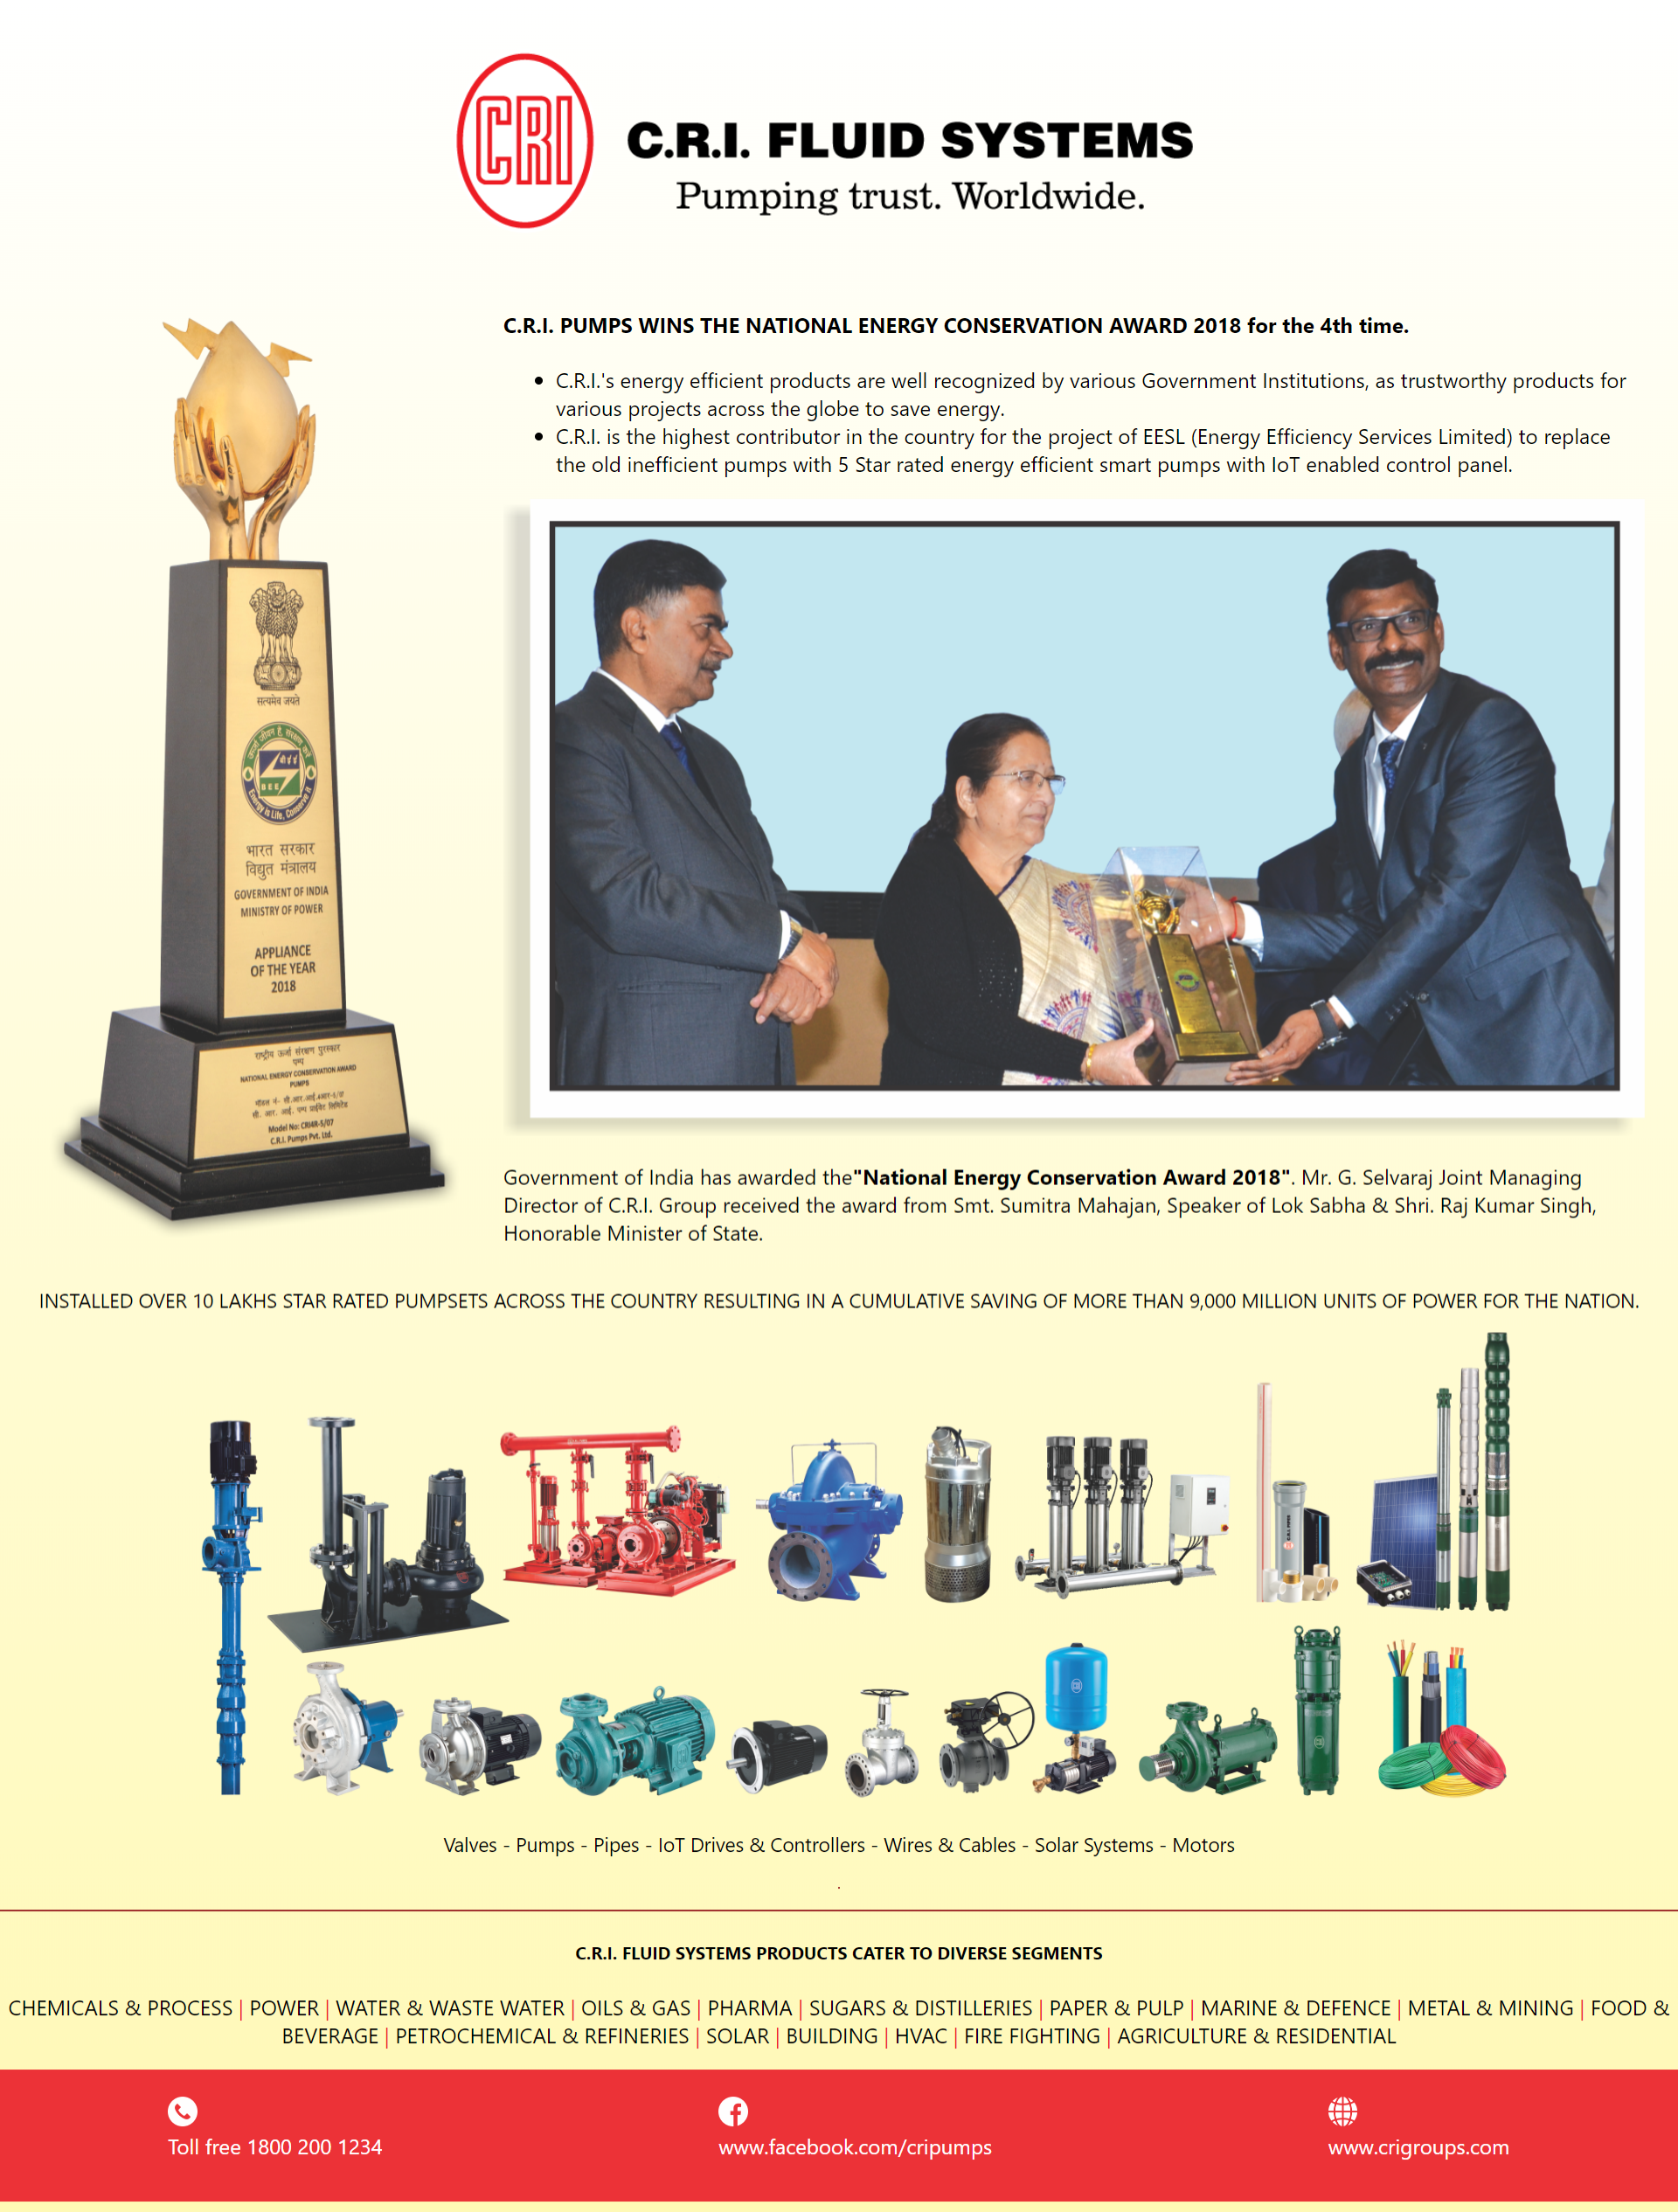 CRI
C.R.I. FLUID SYSTEMS
Pumping trust. Worldwide.
C.R.I. PUMPS WINS THE NATIONAL ENERGY CONSERVATION AWARD 2018 for the 4th time.
• C.R.I.'s energy efficient products are well recognized by various Government Institutions, as trustworthy products for
various projects across the globe to save energy.
• C.R.I. is the highest contributor in the country for the project of EESL (Energy Efficiency Services Limited) to replace
the old inefficient pumps with 5 Star rated energy efficient smart pumps with IoT enabled control panel.
सत्यमेव जयते
BEE
Energy is Life, Conserve it
भारत सरकार
विद्युत मंत्रालय
GOVERNMENT OF INDIA
MINISTRY OF POWER
APPLIANCE
OF THE YEAR
2018
राष्ट्रीय ऊर्जा संरक्षण पुरस्कार
पम्प
NATIONAL ENERGY CONSERVATION AWARD
PUMPS
Model No: CRI4R-5/07
C.R.I. Pumps Pvt. Ltd.
Government of India has awarded the"National Energy Conservation Award 2018". Mr. G. Selvaraj Joint Managing
Director of C.R.I. Group received the award from Smt. Sumitra Mahajan, Speaker of Lok Sabha & Shri. Raj Kumar Singh,
Honorable Minister of State.
INSTALLED OVER 10 LAKHS STAR RATED PUMPSETS ACROSS THE COUNTRY RESULTING IN A CUMULATIVE SAVING OF MORE THAN 9,000 MILLION UNITS OF POWER FOR THE NATION.
Valves - Pumps - Pipes - IoT Drives & Controllers - Wires & Cables - Solar Systems - Motors
.
C.R.I. FLUID SYSTEMS PRODUCTS CATER TO DIVERSE SEGMENTS
CHEMICALS & PROCESS | POWER | WATER & WASTE WATER | OILS & GAS | PHARMA | SUGARS & DISTILLERIES | PAPER & PULP | MARINE & DEFENCE | METAL & MINING | FOOD &
BEVERAGE | PETROCHEMICAL & REFINERIES | SOLAR | BUILDING | HVAC | FIRE FIGHTING | AGRICULTURE & RESIDENTIAL
Toll free 1800 200 1234
www.facebook.com/cripumps
www.crigroups.com